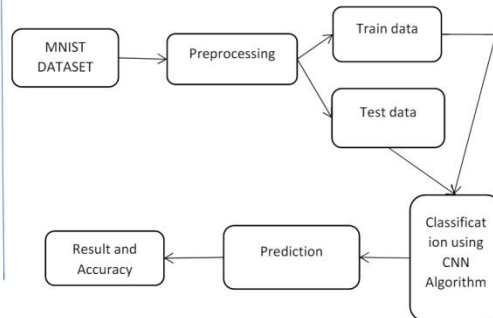 MNIST
DATASET
Preprocessing
Train data
Test data
Classificat
ion using
CNN
Algorithm
Prediction
Result and
Accuracy